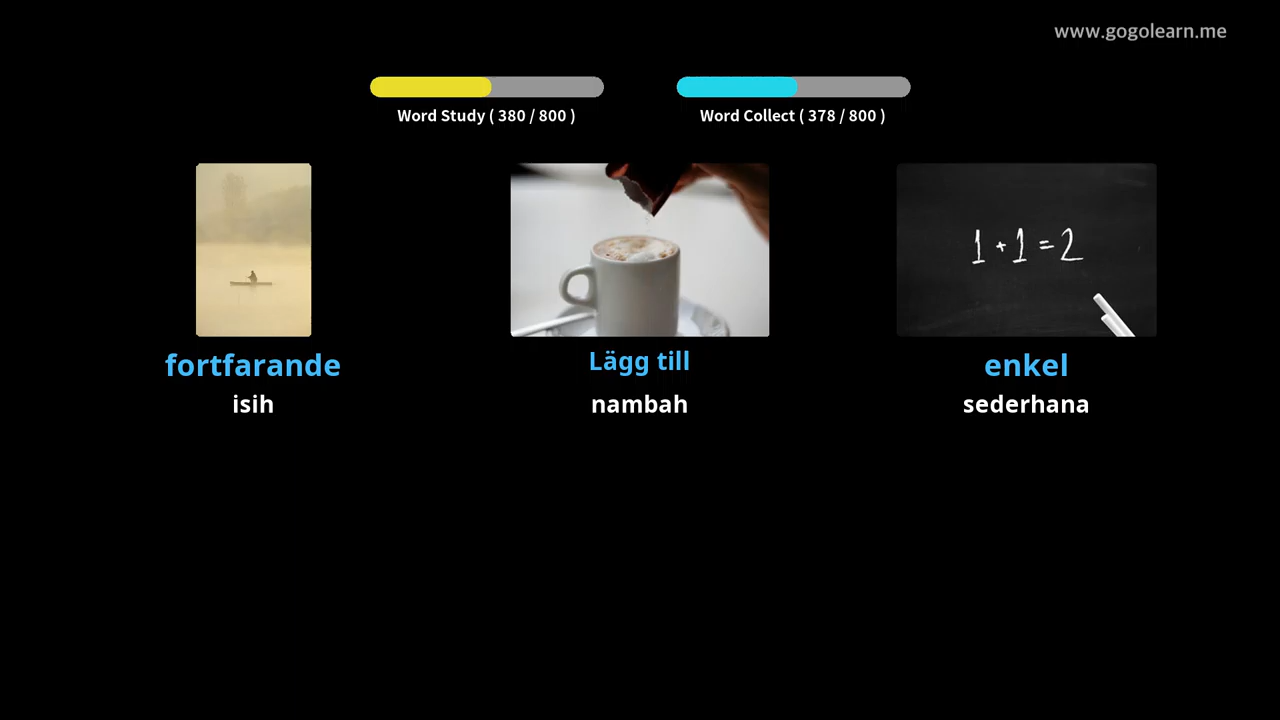 www.gogolearn.me
Word Study ( 380 / 800 )
Word Collect ( 378 / 800 )
1 + 1 = 2
fortfarande
isih
Lägg till
nambah
enkel
sederhana